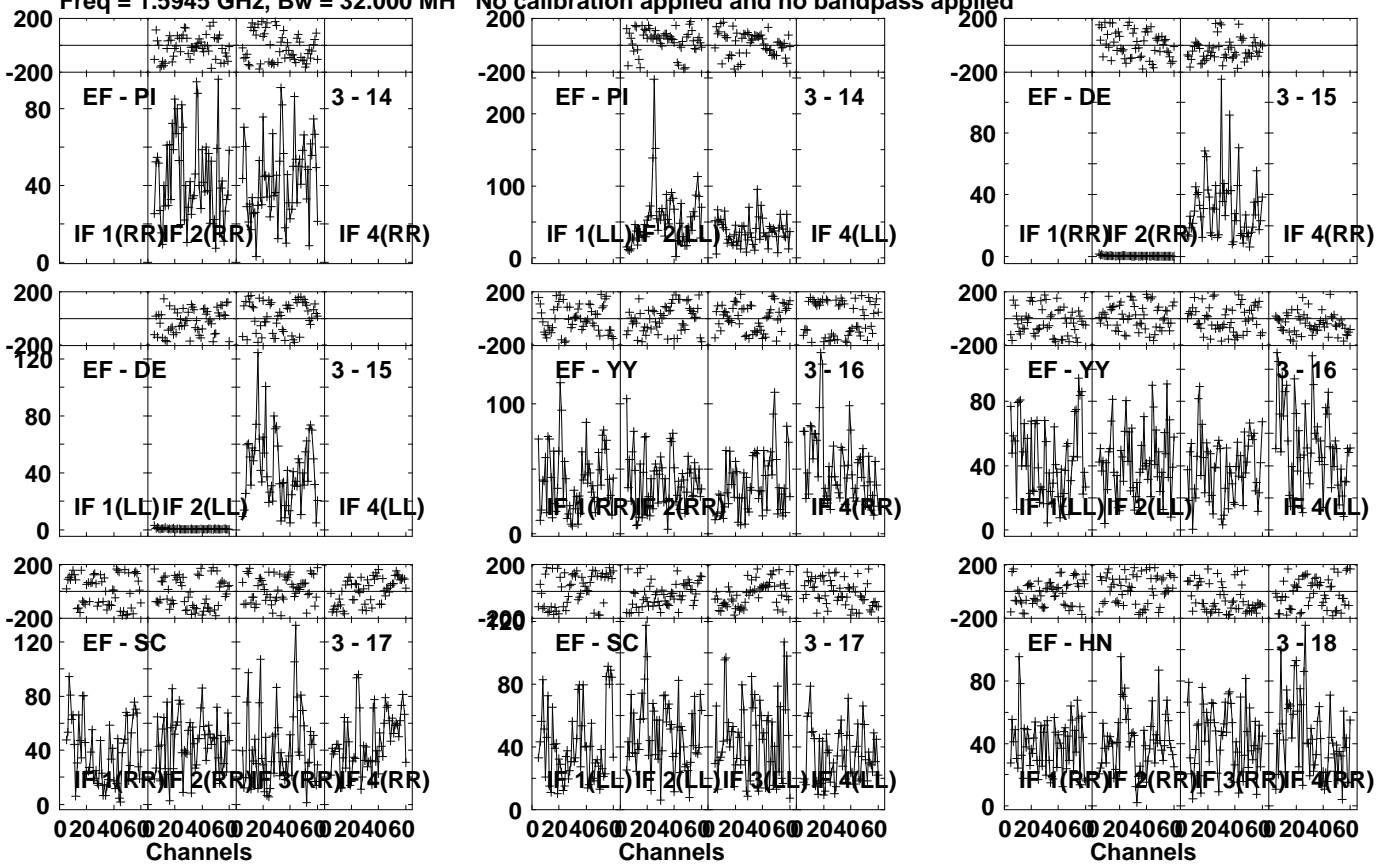 Freq = 1.5945 GHz, Bw = 32.000 MH No calibration applied and no bandpass applied
200
-200
EF - PI 3 - 14
80
40
IF 1(RR) IF 2(RR) IF 4(RR)
0
EF - PI 3 - 14
200
100
IF 1(LL) IF 2(LL) IF 4(LL)
0
200
-200
EF - DE 3 - 15
80
40
IF 1(RR) IF 2(RR) IF 4(RR)
0
200
-200
120
EF - DE 3 - 15
80
40
IF 1(LL) IF 2(LL) IF 4(LL)
0
200
-200
EF - YY 3 - 16
100
IF 1(RR) IF 2(RR) IF 4(RR)
0
200
-200
EF - YY 3 - 16
80
40
IF 1(LL) IF 2(LL) IF 4(LL)
0
200
-200
120
EF - SC 3 - 17
80
40
IF 1(RR) IF 2(RR) IF 3(RR) IF 4(RR)
0
0 20 40 60 0 20 40 60 0 20 40 60 0 20 40 60
Channels
200
-200
120
EF - SC 3 - 17
80
40
IF 1(LL) IF 2(LL) IF 3(LL) IF 4(LL)
0
0 20 40 60 0 20 40 60 0 20 40 60 0 20 40 60
Channels
200
-200
EF - HN 3 - 18
80
40
IF 1(RR) IF 2(RR) IF 3(RR) IF 4(RR)
0
0 20 40 60 0 20 40 60 0 20 40 60 0 20 40 60
Channels